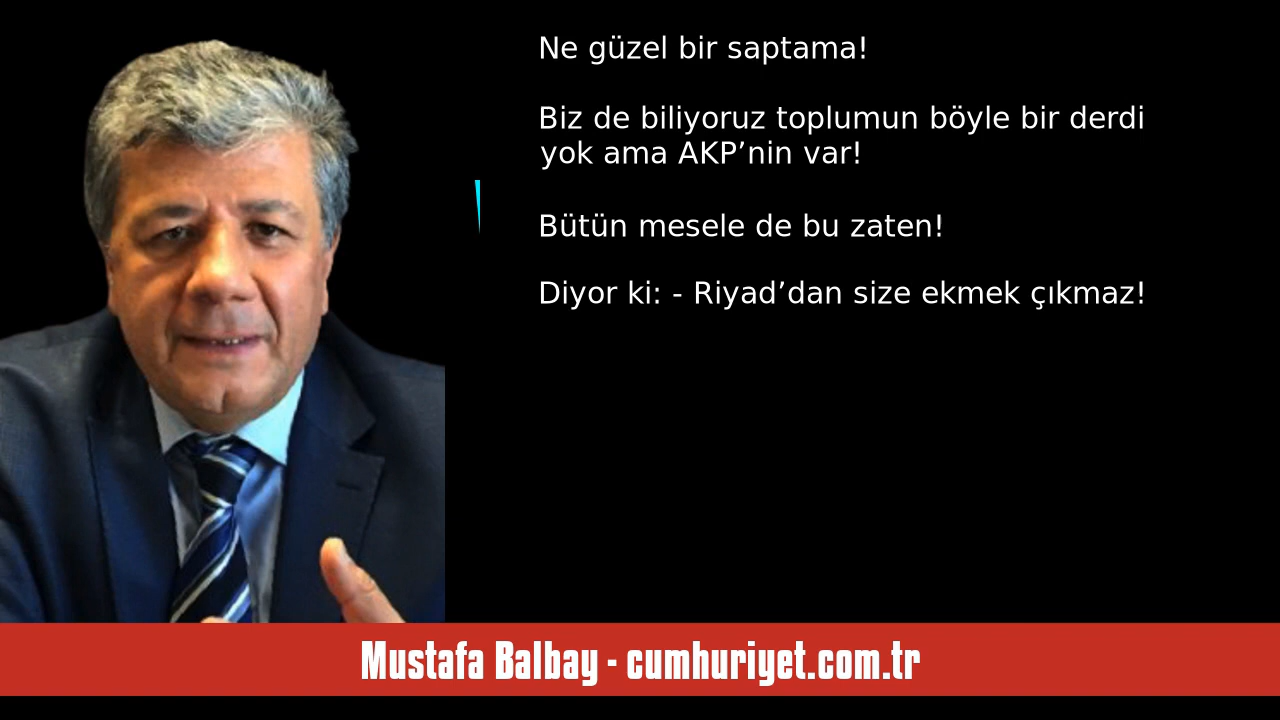 Ne güzel bir saptama!
Biz de biliyoruz toplumun böyle bir derdi
yok ama AKP’nin var!
Bütün mesele de bu zaten!
Diyor ki: - Riyad’dan size ekmek çıkmaz!
Mustafa Balbay - cumhuriyet.com.tr